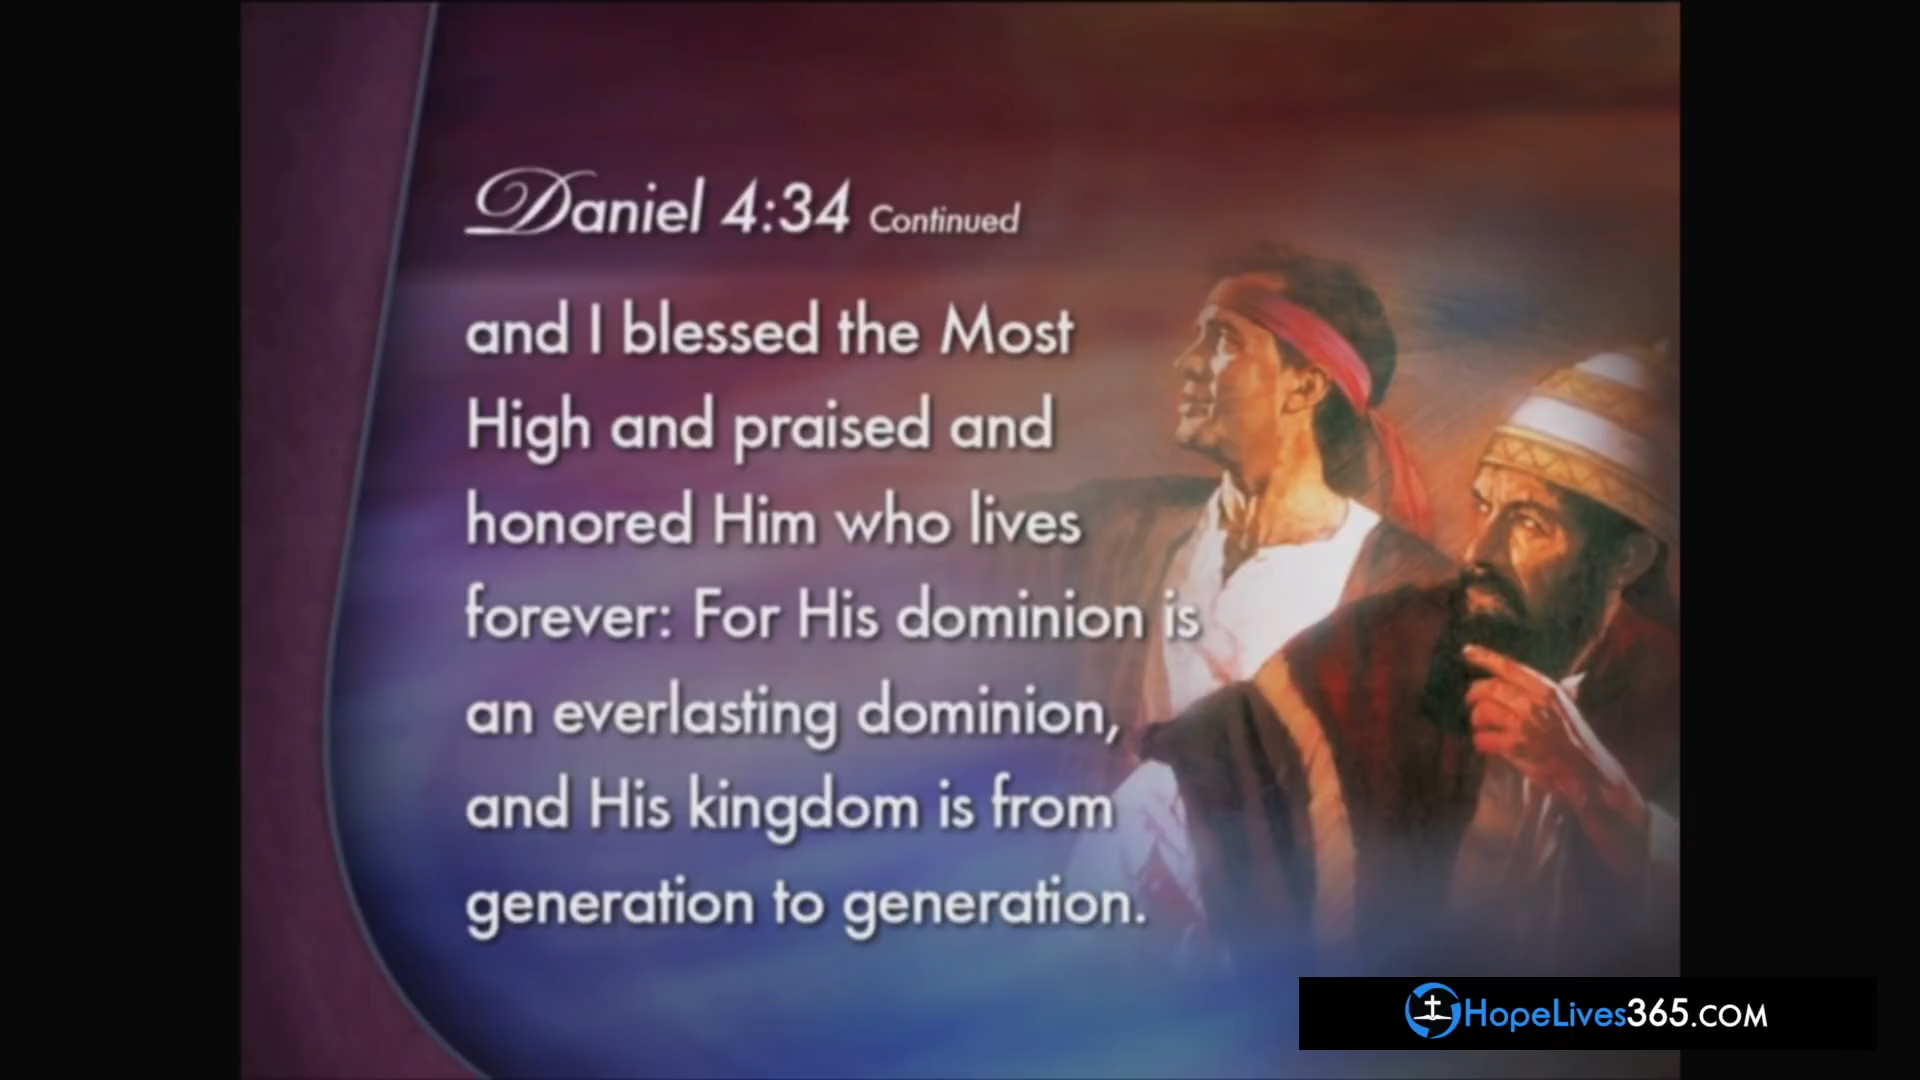 Daniel 4:34 Continued
and I blessed the Most
High and praised and
honored Him who lives
forever: For His dominion is
an everlasting dominion,
and His kingdom is from
generation to generation.
HopeLives365.COM